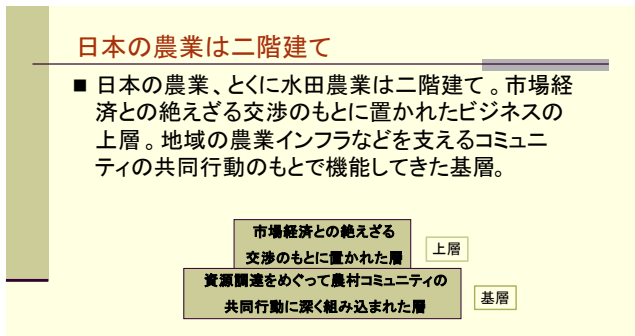 日本の農業は二階建て
■ 日本の農業、とくに水田農業は二階建て。市場経
済との絶えざる交渉のもとに置かれたビジネスの
上層。地域の農業インフラなどを支えるコミュニ
ティの共同行動のもとで機能してきた基層。
市場経済との絶えざる
交渉のもとに置かれた層
上層
資源調達をめぐって農村コミュニティの
共同行動に深く組み込まれた層
基層